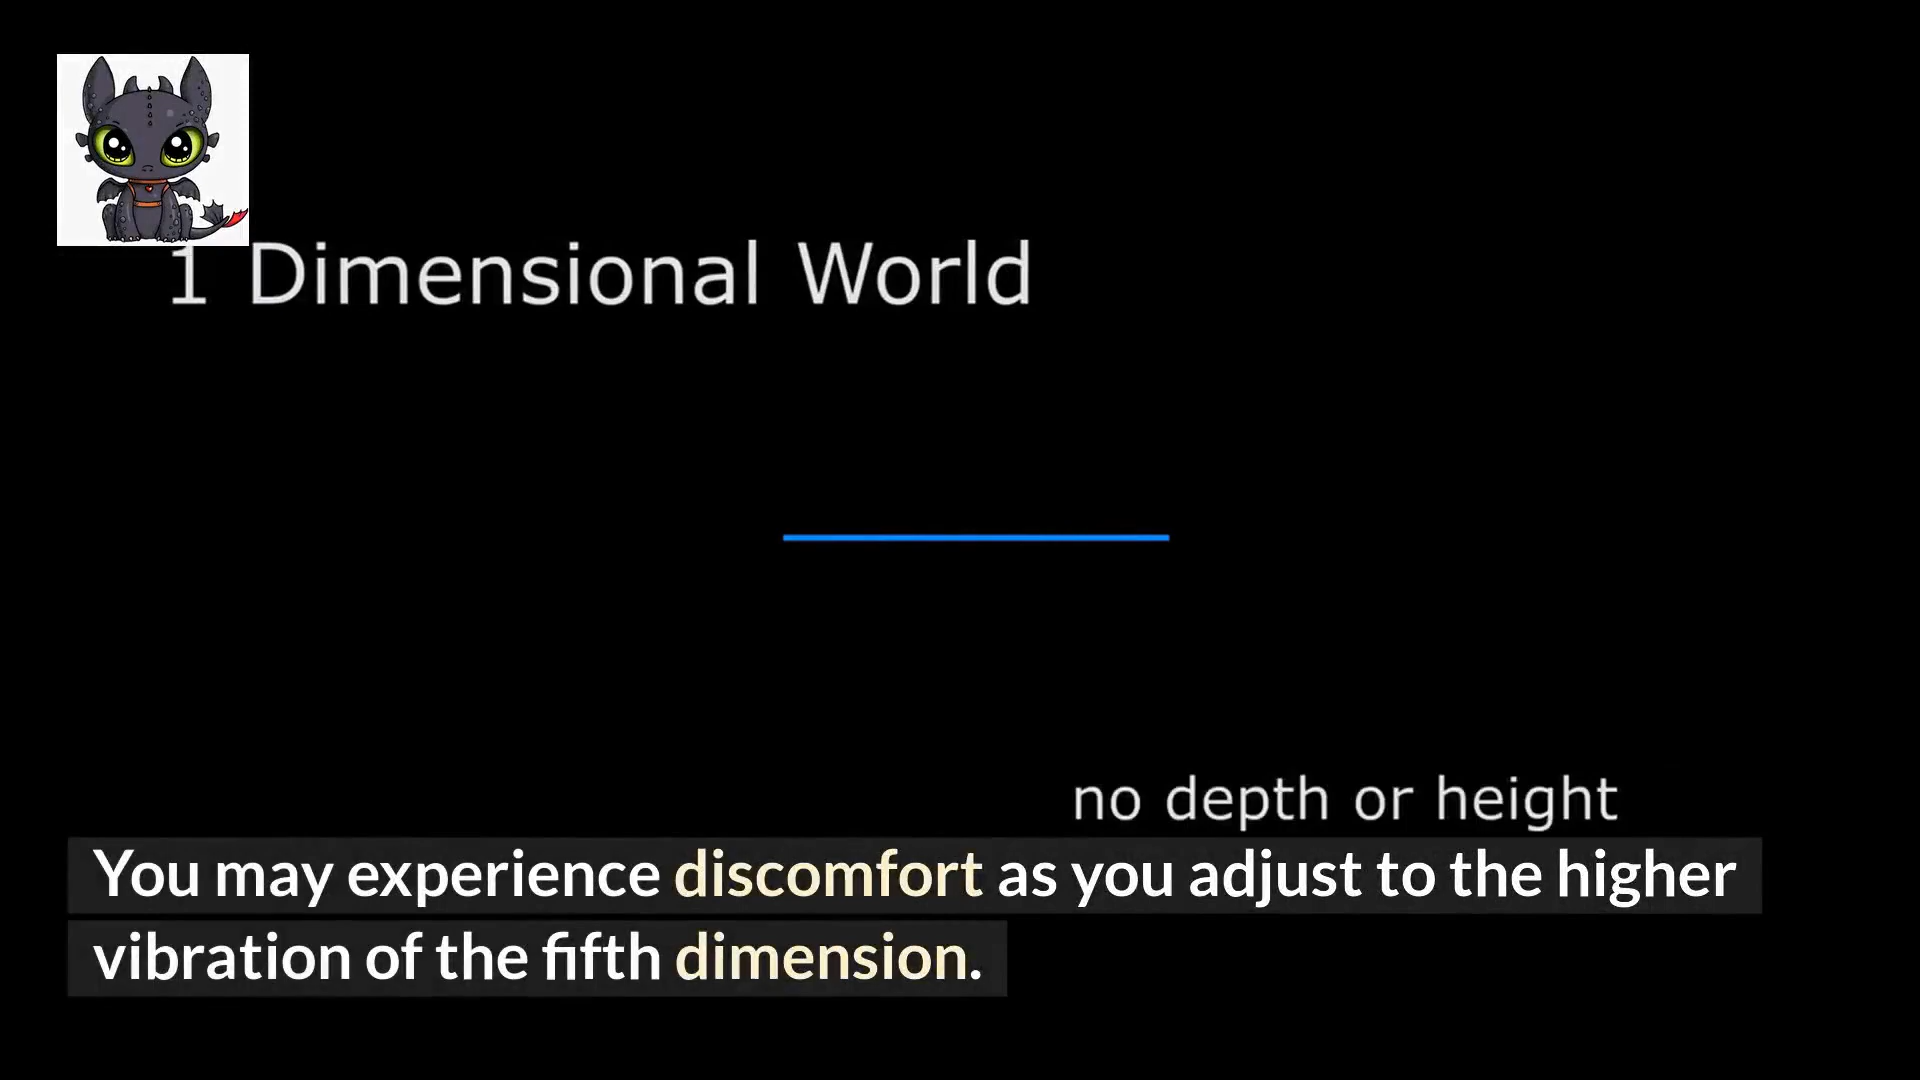 1 Dimensional World
no depth or height
You may experience discomfort as you adjust to the higher
vibration of the fifth dimension.